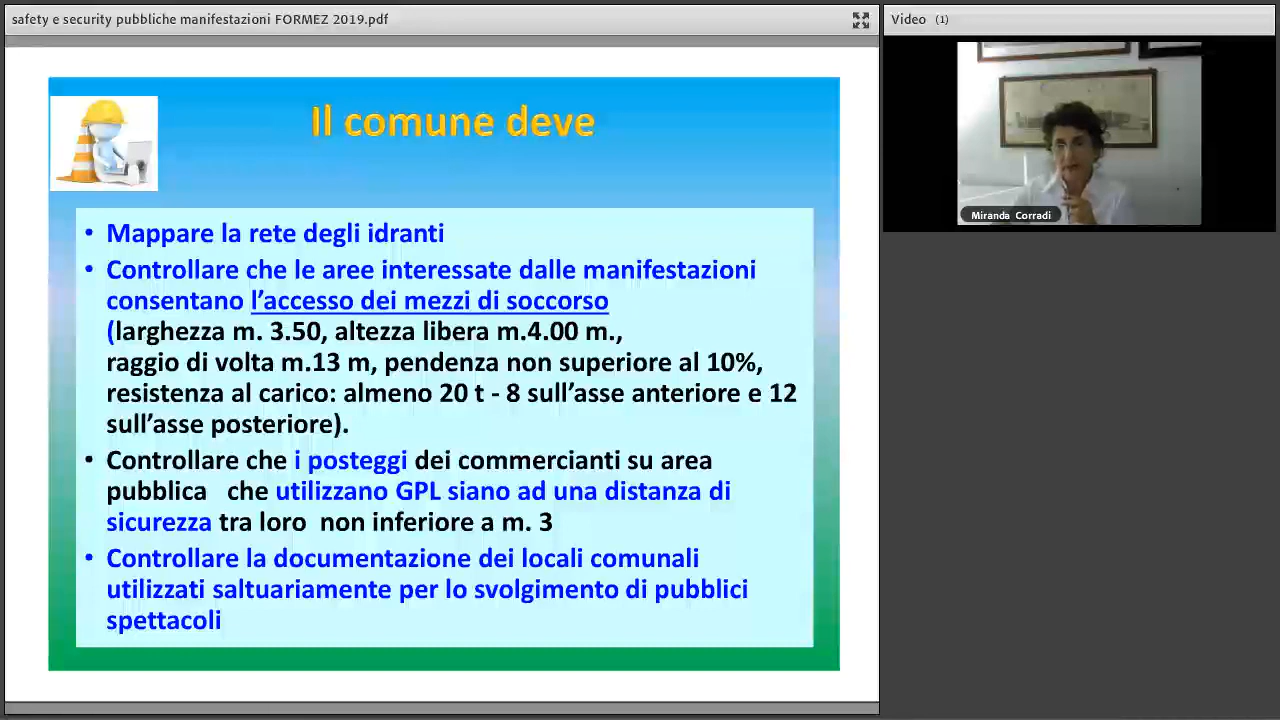 safety e security pubbliche manifestazioni FORMEZ 2019.pdf
Video (1)
Miranda Corradi
Il comune deve
• Mappare la rete degli idranti
• Controllare che le aree interessate dalle manifestazioni
consentano l’accesso dei mezzi di soccorso
(larghezza m. 3.50, altezza libera m.4.00 m.,
raggio di volta m.13 m, pendenza non superiore al 10%,
resistenza al carico: almeno 20 t - 8 sull’asse anteriore e 12
sull’asse posteriore).
• Controllare che i posteggi dei commercianti su area
pubblica che utilizzano GPL siano ad una distanza di
sicurezza tra loro non inferiore a m. 3
• Controllare la documentazione dei locali comunali
utilizzati saltuariamente per lo svolgimento di pubblici
spettacoli